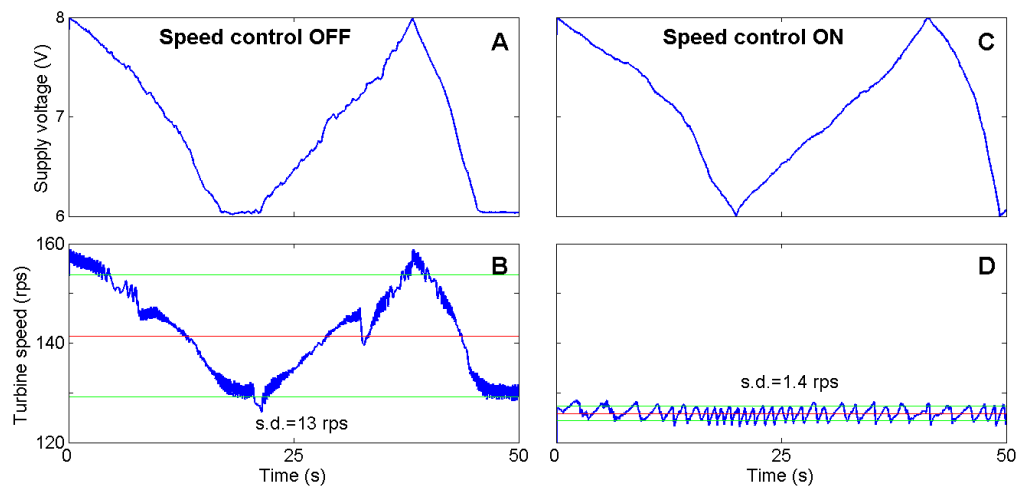 Speed control OFF
A
Supply voltage (V)
8
7
6
Speed control ON
C
B
Turbine speed (rps)
160
140
120
s.d.=13 rps
0
25
50
Time (s)
D
s.d.=1.4 rps
0
25
50
Time (s)